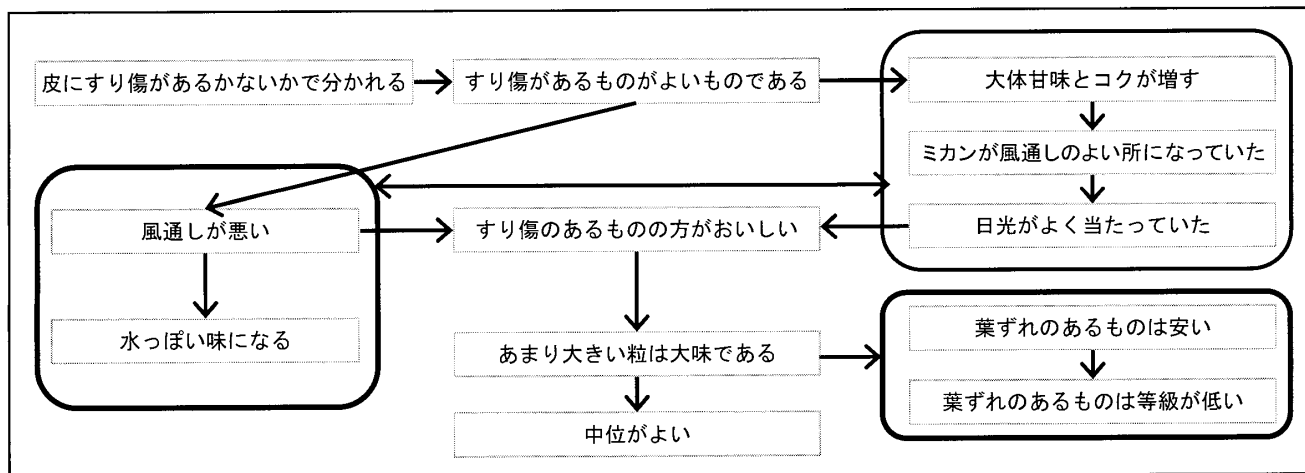 皮にすり傷があるかないかで分かれる
すり傷があるものがよいものである
大体甘味とコクが増す
ミカンが風通しのよい所になっていた
風通しが悪い
すり傷のあるものの方がおいしい
日光がよく当たっていた
水っぽい味になる
あまり大きい粒は大味である
葉ずれのあるものは安い
葉ずれのあるものは等級が低い
中位がよい